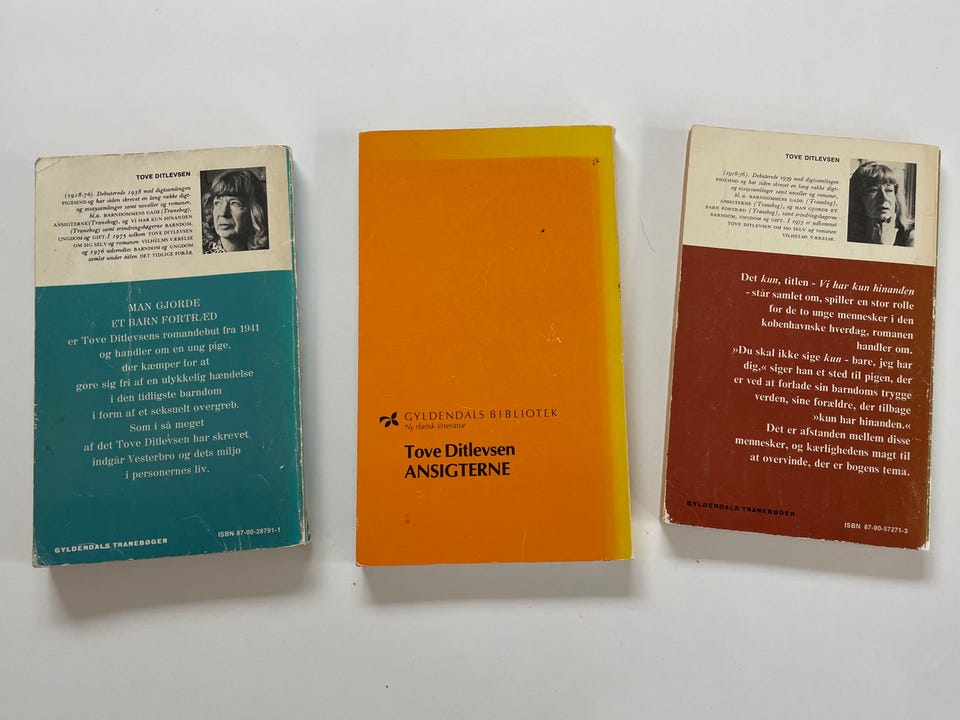 TOVE DITLEVSEN
(1918-76). Debuterede 1938 med digtsamlingen
PIGESIND og har siden skrevet en lang række digt-
og essaysamlinger samt noveller og romaner,
bl.a. BARNDOMMENS GADE (Tranebog),
ANSIGTERNE (Tranebog), og VI HAR KUN HINANDEN
(Tranebog) samt erindringsbøgerne BARNDOM,
UNGDOM og GIFT. I 1975 udkom TOVE DITLEVSEN
OM SIG SELV og romanen VILHELMS VÆRELSE
og 1976 udsendtes BARNDOM og UNGDOM
samlet under titlen DET TIDLIGE FORÅR
MAN GJORDE
ET BARN FORTRÆD
er Tove Ditlevsens romandebut fra 1941
og handler om en ung pige,
der kæmper for at
gøre sig fri af en ulykkelig hændelse
i den tidligste barndom
i form af et seksuelt overgreb.
Som i så meget
af det Tove Ditlevsen har skrevet
indgår Vesterbro og dets miljø
i personernes liv.
GYLDENDALS TRANEBØGER
ISBN 87-00-28791-1
GYLDENDALS BIBLIOTEK
Ny dansk litteratur
Tove Ditlevsen
ANSIGTERNE
TOVE DITLEVSEN
(1918-76). Debuterede 1939 med digtsamlingen
PIGESIND og har siden skrevet en lang række digt-
og essaysamlinger samt noveller og romaner,
bl.a. BARNDOMMENS GADE (Tranebog),
ANSIGTERNE (Tranebog), og MAN GJORDE ET
BARN FORTRÆD (Tranebog), samt erindringsbøgerne
BARNDOM, UNGDOM og GIFT. I 1975 er udkommet
TOVE DITLEVSEN OM SIG SELV og romanen
VILHELMS VÆRELSE.
Det kun, titlen - Vi har kun hinanden
- står samlet om, spiller en stor rolle
for de to unge mennesker i den
københavnske hverdag, romanen
handler om.
»Du skal ikke sige kun - bare, jeg har
dig,« siger han et sted til pigen, der
er ved at forlade sin barndoms trygge
verden, sine forældre, der tilbage
»kun har hinanden.«
Det er afstanden mellem disse
mennesker, og kærlighedens magt til
at overvinde, der er bogens tema.
GYLDENDALS TRANEBØGER
ISBN 87-00-57271-3